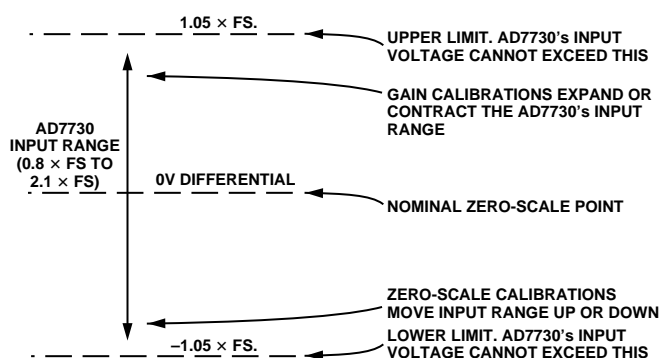 1.05 × FS.
UPPER LIMIT. AD7730's INPUT
VOLTAGE CANNOT EXCEED THIS
GAIN CALIBRATIONS EXPAND OR
CONTRACT THE AD7730's INPUT
RANGE
AD7730
INPUT RANGE
(0.8 × FS TO
2.1 × FS)
0V DIFFERENTIAL
NOMINAL ZERO-SCALE POINT
ZERO-SCALE CALIBRATIONS
MOVE INPUT RANGE UP OR DOWN
–1.05 × FS.
LOWER LIMIT. AD7730's INPUT
VOLTAGE CANNOT EXCEED THIS